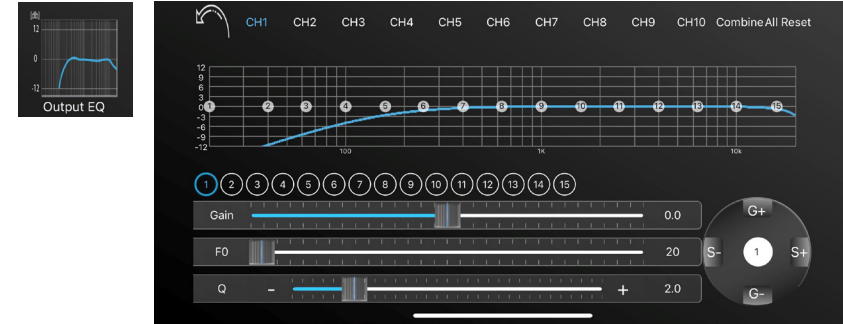 [db]
12
0
-12
Output EQ
CH1 CH2 CH3 CH4 CH5 CH6 CH7 CH8 CH9 CH10 Combine All Reset
12
9
6
3
0
-3
-6
-9
-12
1 2 3 4 5 6 7 8 9 10 11 12 13 14 15
100 1K 10k
1 2 3 4 5 6 7 8 9 10 11 12 13 14 15
Gain 0.0
F0 20
Q - + 2.0
G+
S- 1 S+
G-